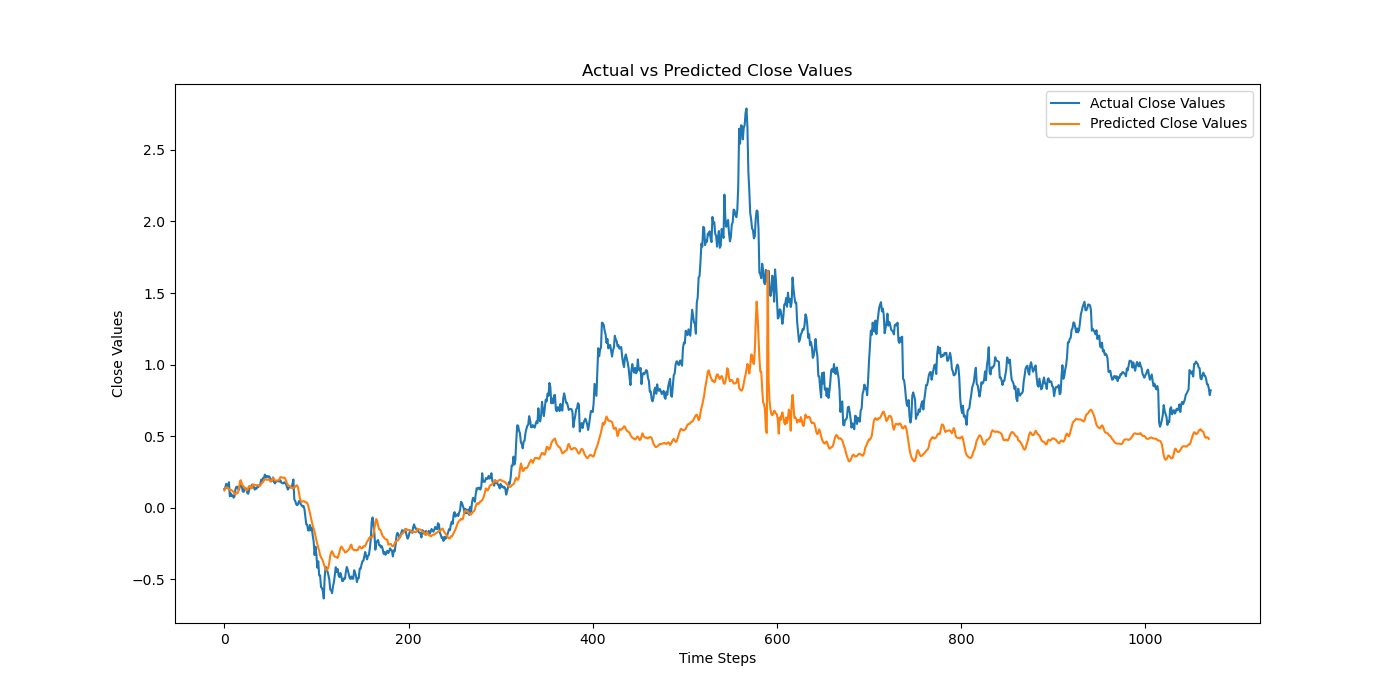 Actual vs Predicted Close Values
Actual Close Values
Predicted Close Values
Close Values
2.5
2.0
1.5
1.0
0.5
0.0
−0.5
0 200 400 600 800 1000
Time Steps